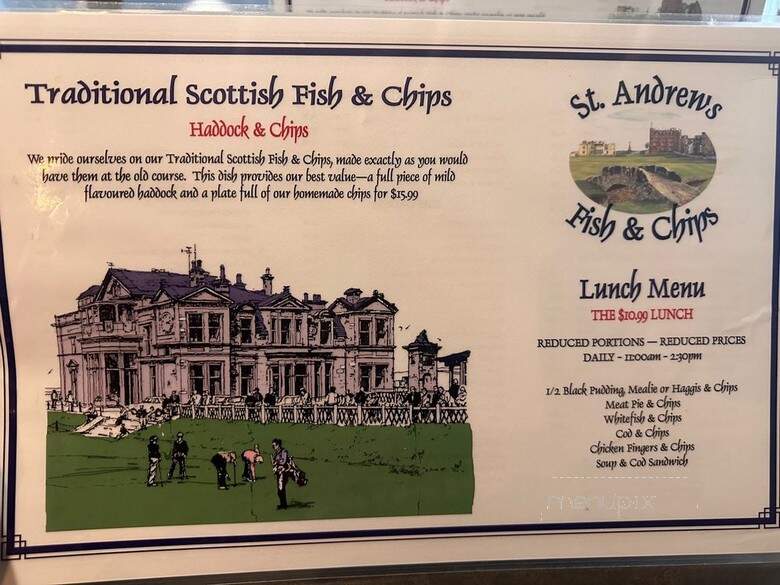 Traditional Scottish Fish & Chips
Haddock & Chips
We pride ourselves on our Traditional Scottish Fish & Chips, made exactly as you would
have them at the old course. This dish provides our best value—a full piece of mild
flavoured haddock and a plate full of our homemade chips for $15.99
St. Andrews
Fish & Chips
Lunch Menu
THE $10.99 LUNCH
REDUCED PORTIONS — REDUCED PRICES
DAILY - 11:00am - 2:30pm
1/2 Black Pudding, Mealie or Haggis & Chips
Meat Pie & Chips
Whitefish & Chips
Cod & Chips
Chicken Fingers & Chips
Soup & Cod Sandwich
menupix